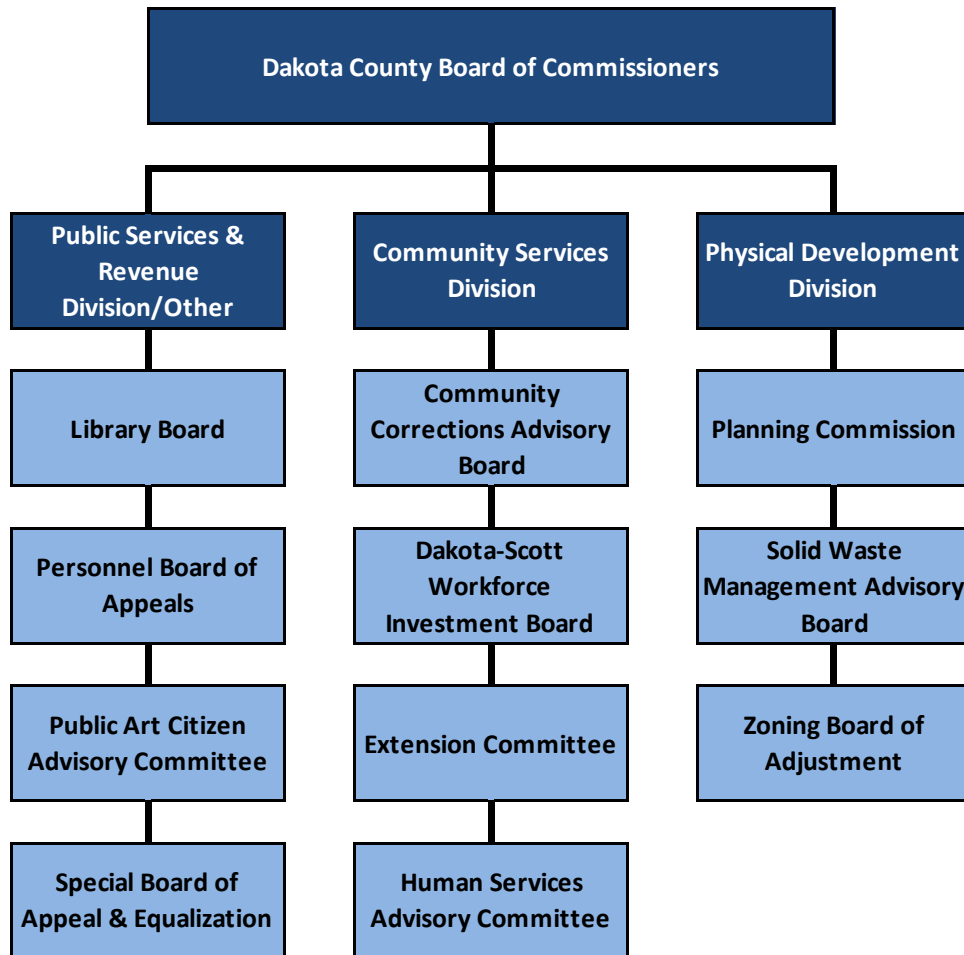 Dakota County Board of Commissioners
Public Services &
Revenue
Division/Other
Community Services
Division
Physical Development
Division
Library Board
Community
Corrections Advisory
Board
Planning Commission
Personnel Board of
Appeals
Dakota-Scott
Workforce
Investment Board
Solid Waste
Management Advisory
Board
Public Art Citizen
Advisory Committee
Extension Committee
Zoning Board of
Adjustment
Special Board of
Appeal & Equalization
Human Services
Advisory Committee